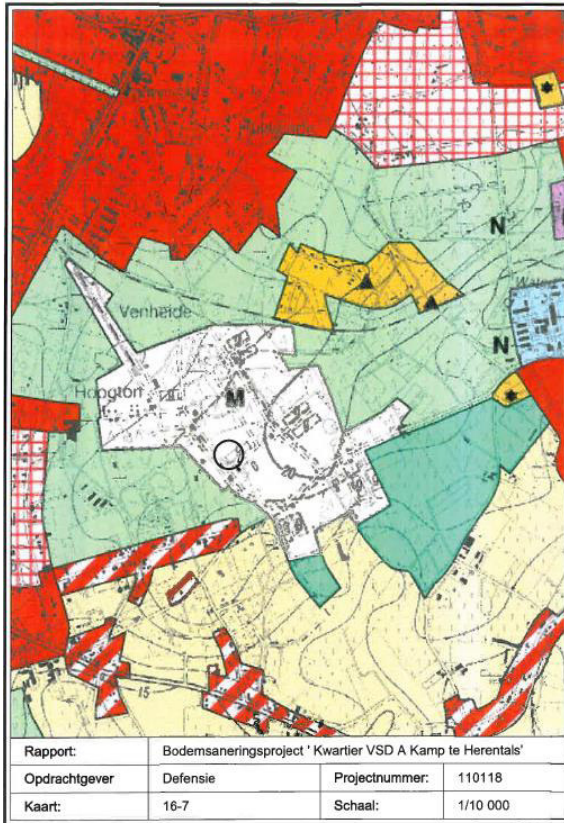 N
Venheide
N
M
20
15
Rapport: Bodemsaneringsproject ' Kwartier VSD A Kamp te Herentals'
Opdrachtgever Defensie Projectnummer: 110118
Kaart: 16-7 Schaal: 1/10 000